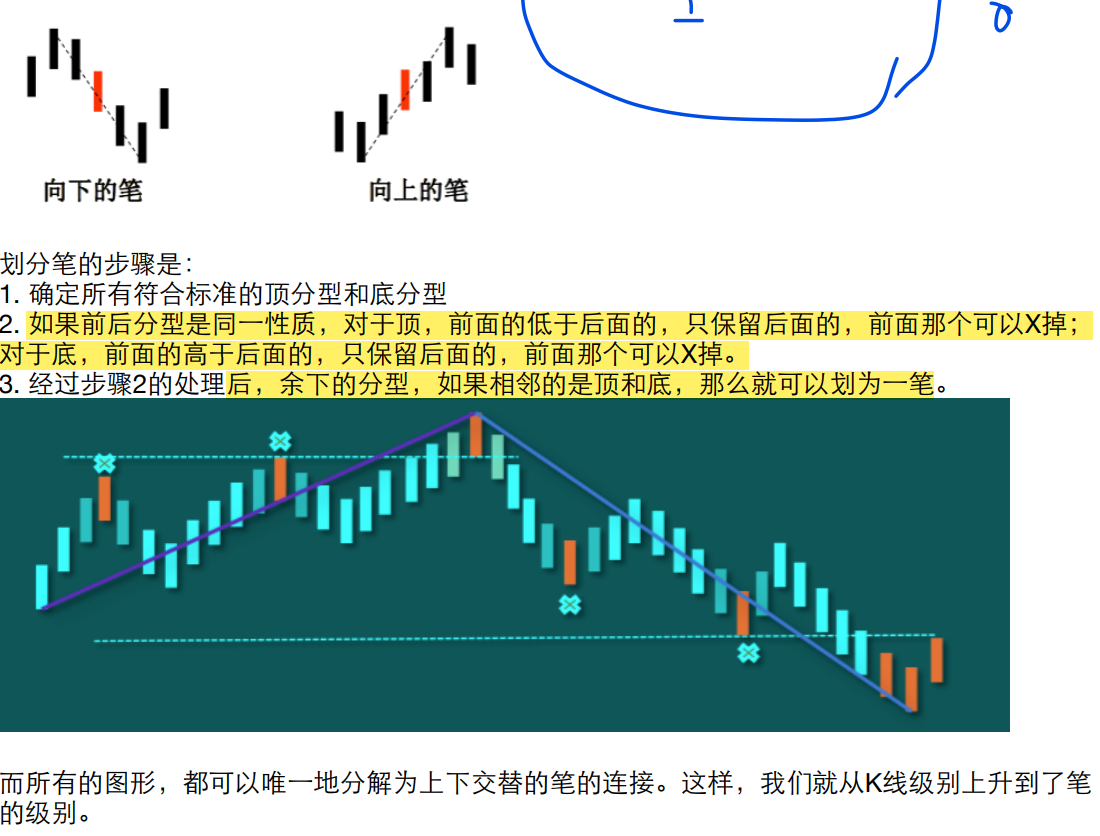 向下的笔
向上的笔
划分笔的步骤是：
1. 确定所有符合标准的顶分型和底分型
2. 如果前后分型是同一性质，对于顶，前面的低于后面的，只保留后面的，前面那个可以X掉；
对于底，前面的高于后面的，只保留后面的，前面那个可以X掉。
3. 经过步骤2的处理后，余下的分型，如果相邻的是顶和底，那么就可以划为一笔。
而所有的图形，都可以唯一地分解为上下交替的笔的连接。这样，我们就从K线级别上升到了笔
的级别。